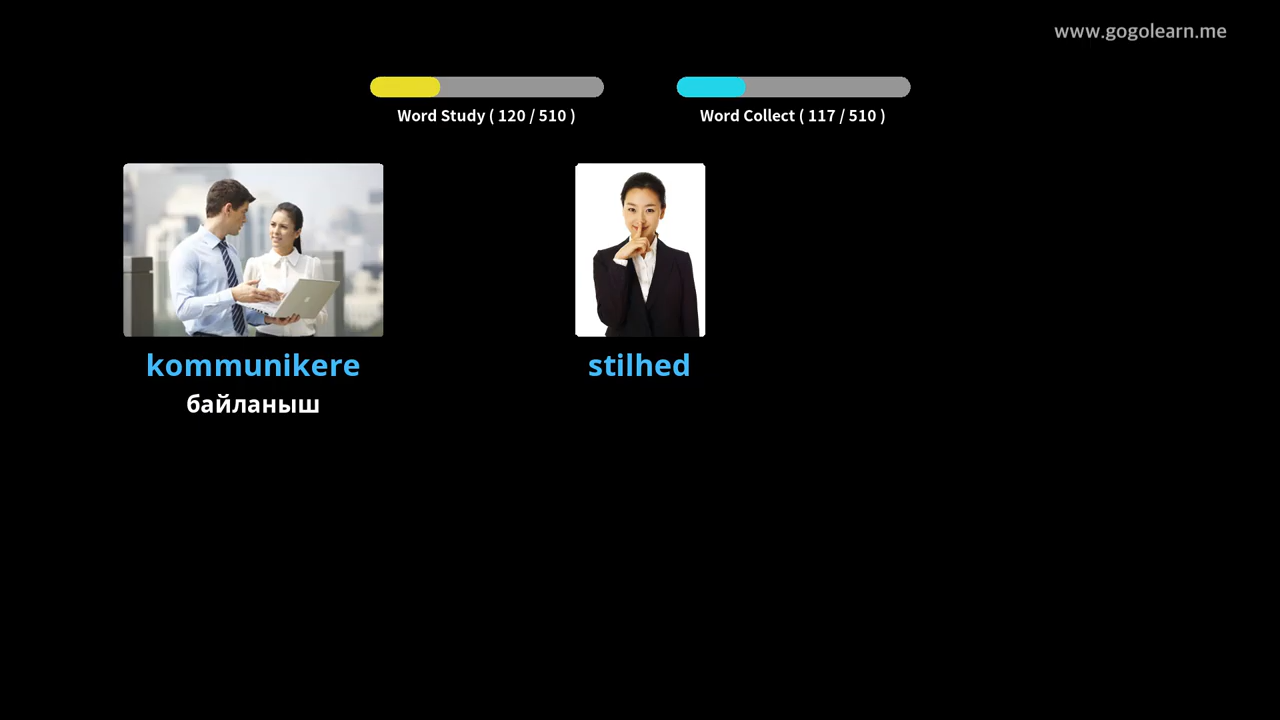 www.gogolearn.me
Word Study ( 120 / 510 )
Word Collect ( 117 / 510 )
kommunikere
байланыш
stilhed